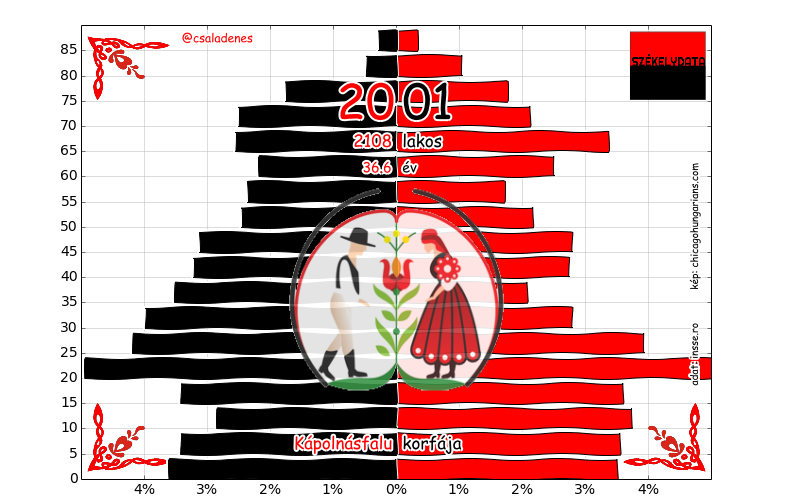 @csaladenes
SZÉKELYDATA
2001
2108 lakos
36.6 év
kép: chicagohungarians.com
adat: insse.ro
Kápolnásfalu korfája
85
80
75
70
65
60
55
50
45
40
35
30
25
20
15
10
5
0
4% 3% 2% 1% 0% 1% 2% 3% 4%